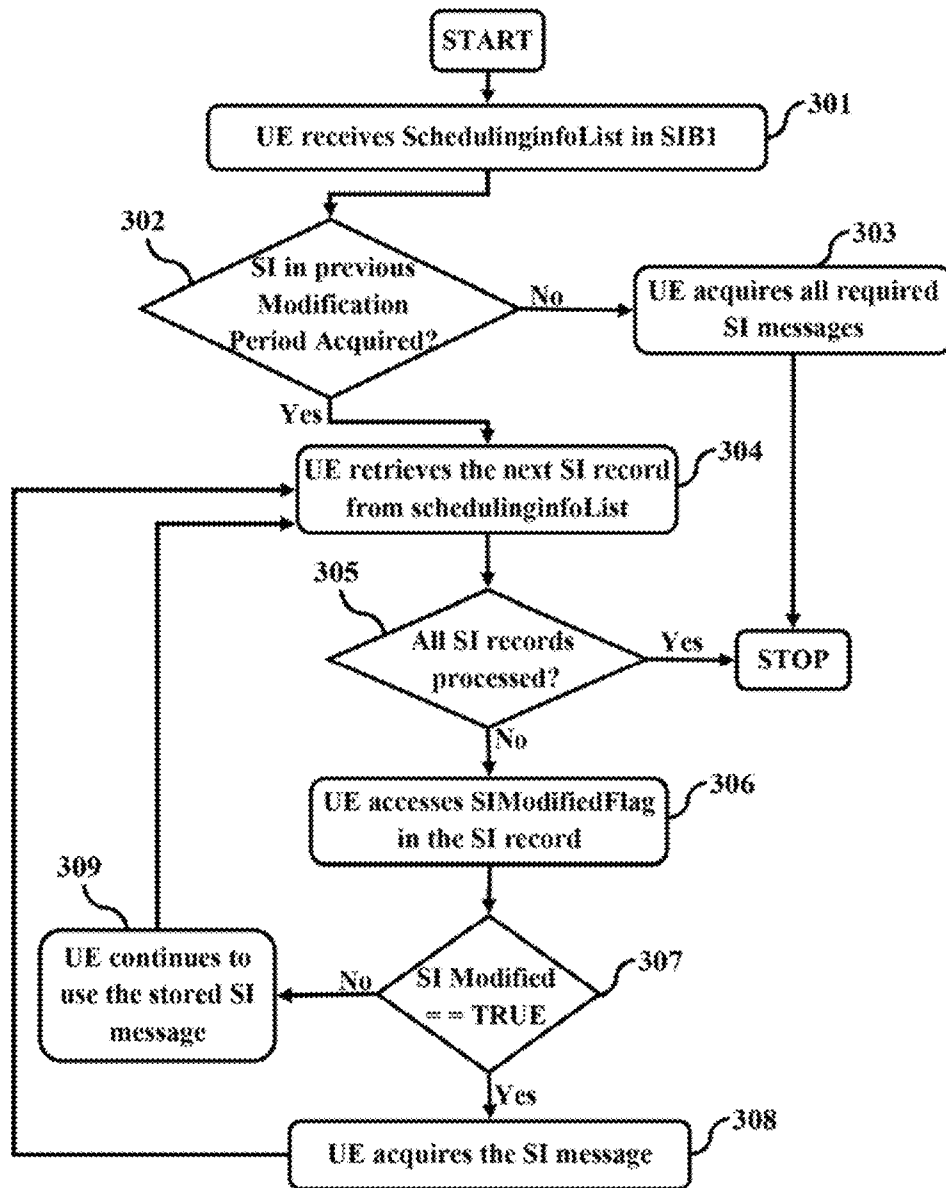 START
301
UE receives SchedulinginfoList in SIB1
302
SI in previous
Modification
Period Acquired?
No
303
UE acquires all required
SI messages
Yes
304
UE retrieves the next SI record
from schedulinginfoList
305
All SI records
processed?
Yes
STOP
No
306
UE accesses SIModifiedFlag
in the SI record
309
UE continues to
use the stored SI
message
No
SI Modified
= = TRUE
307
Yes
308
UE acquires the SI message